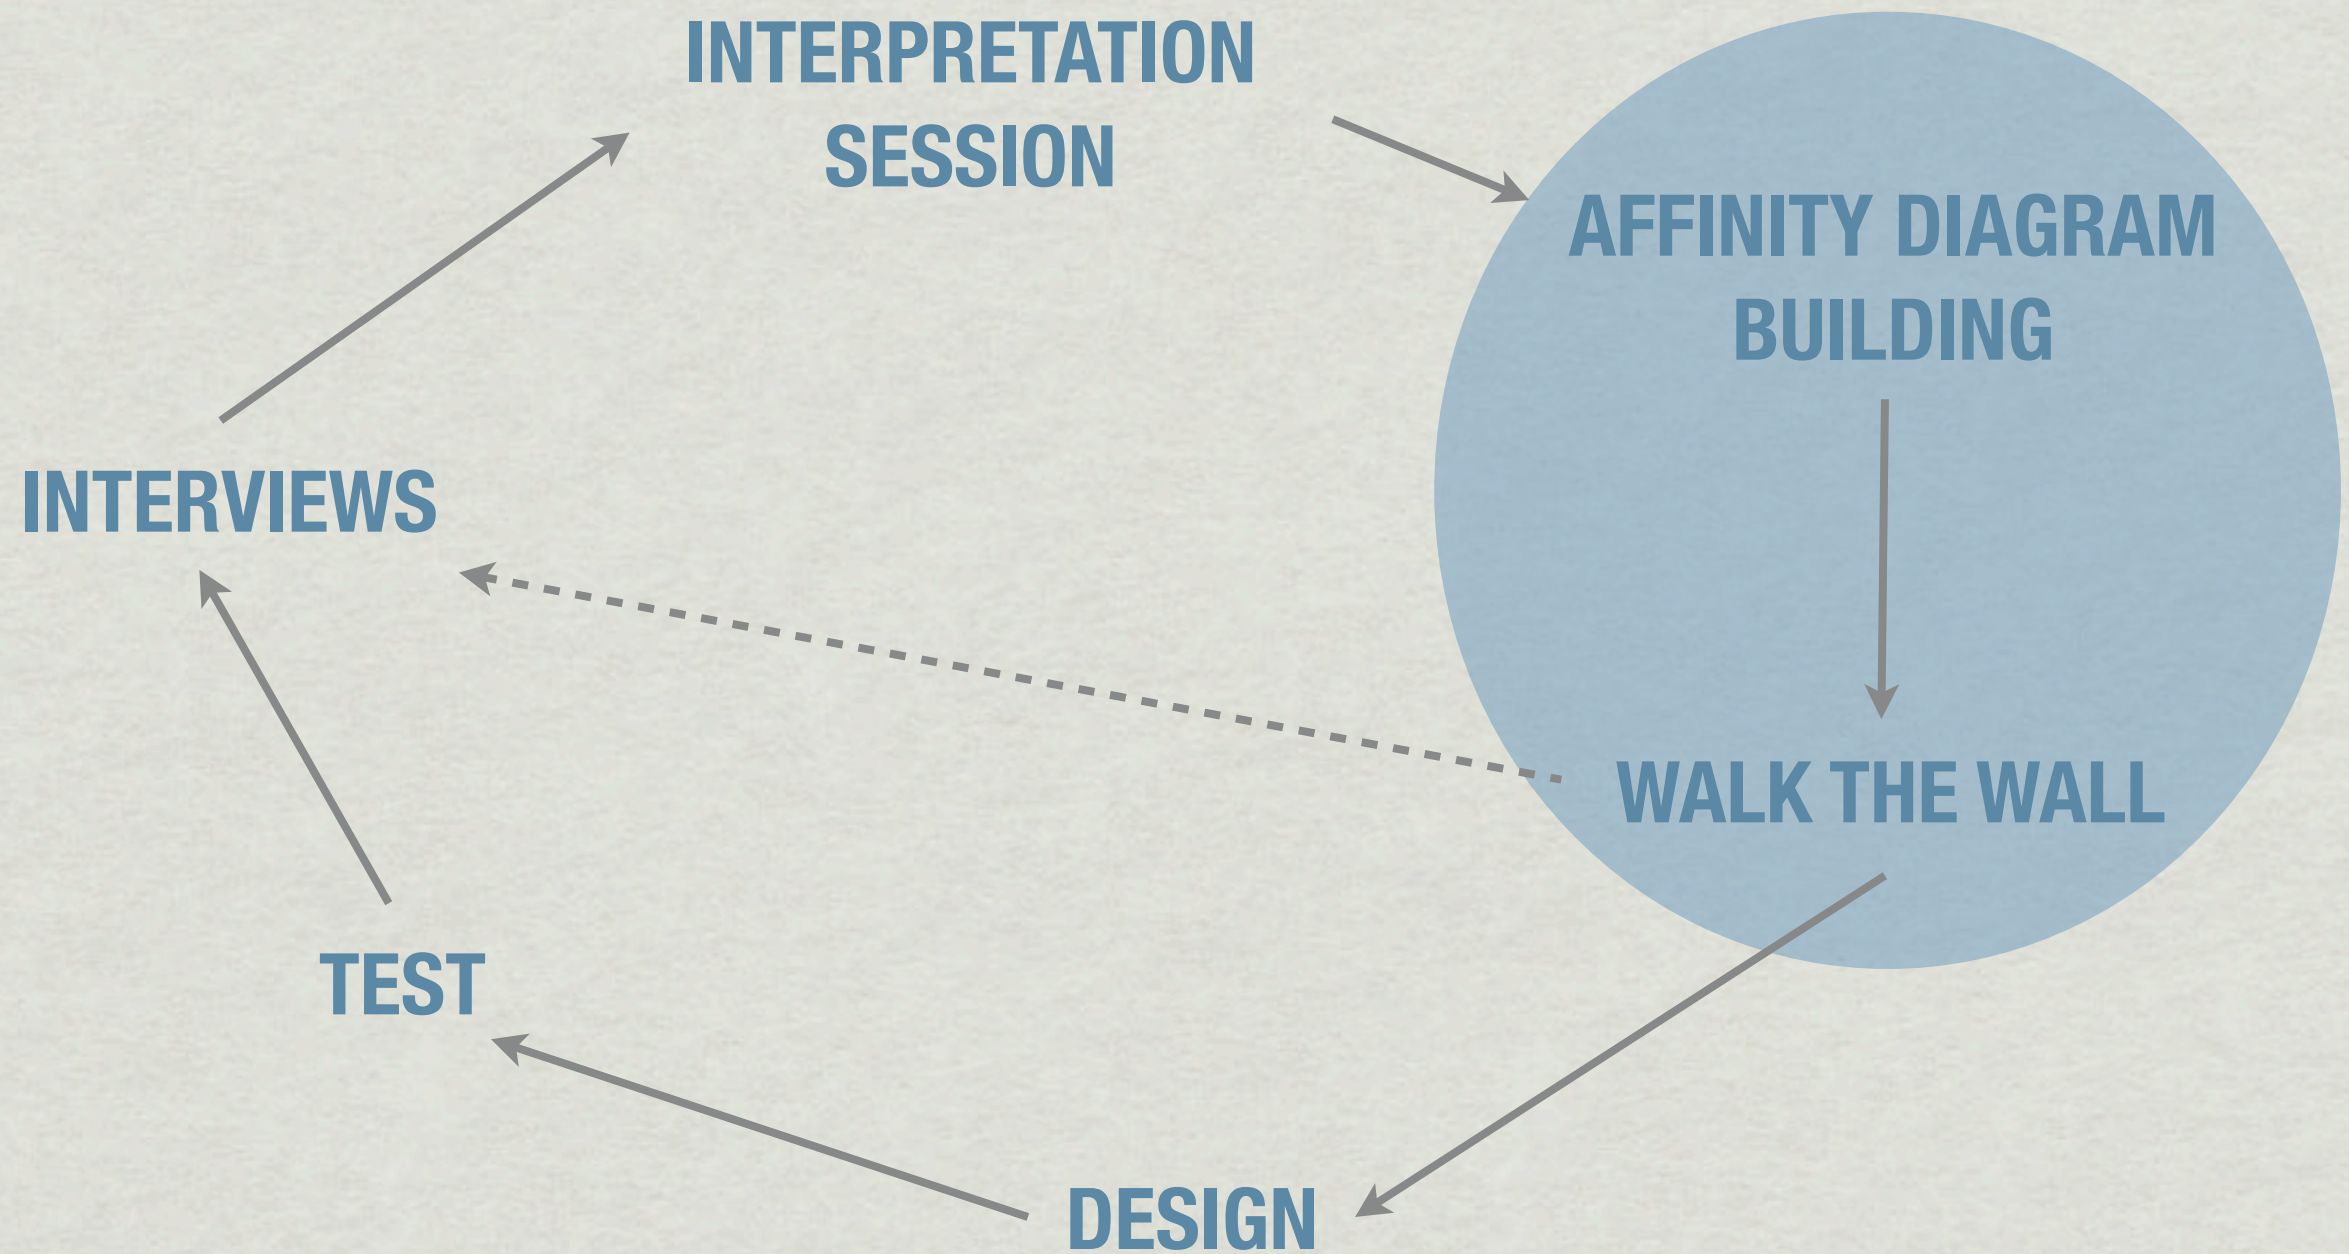 INTERPRETATION
SESSION
AFFINITY DIAGRAM
BUILDING
INTERVIEWS
WALK THE WALL
TEST
DESIGN